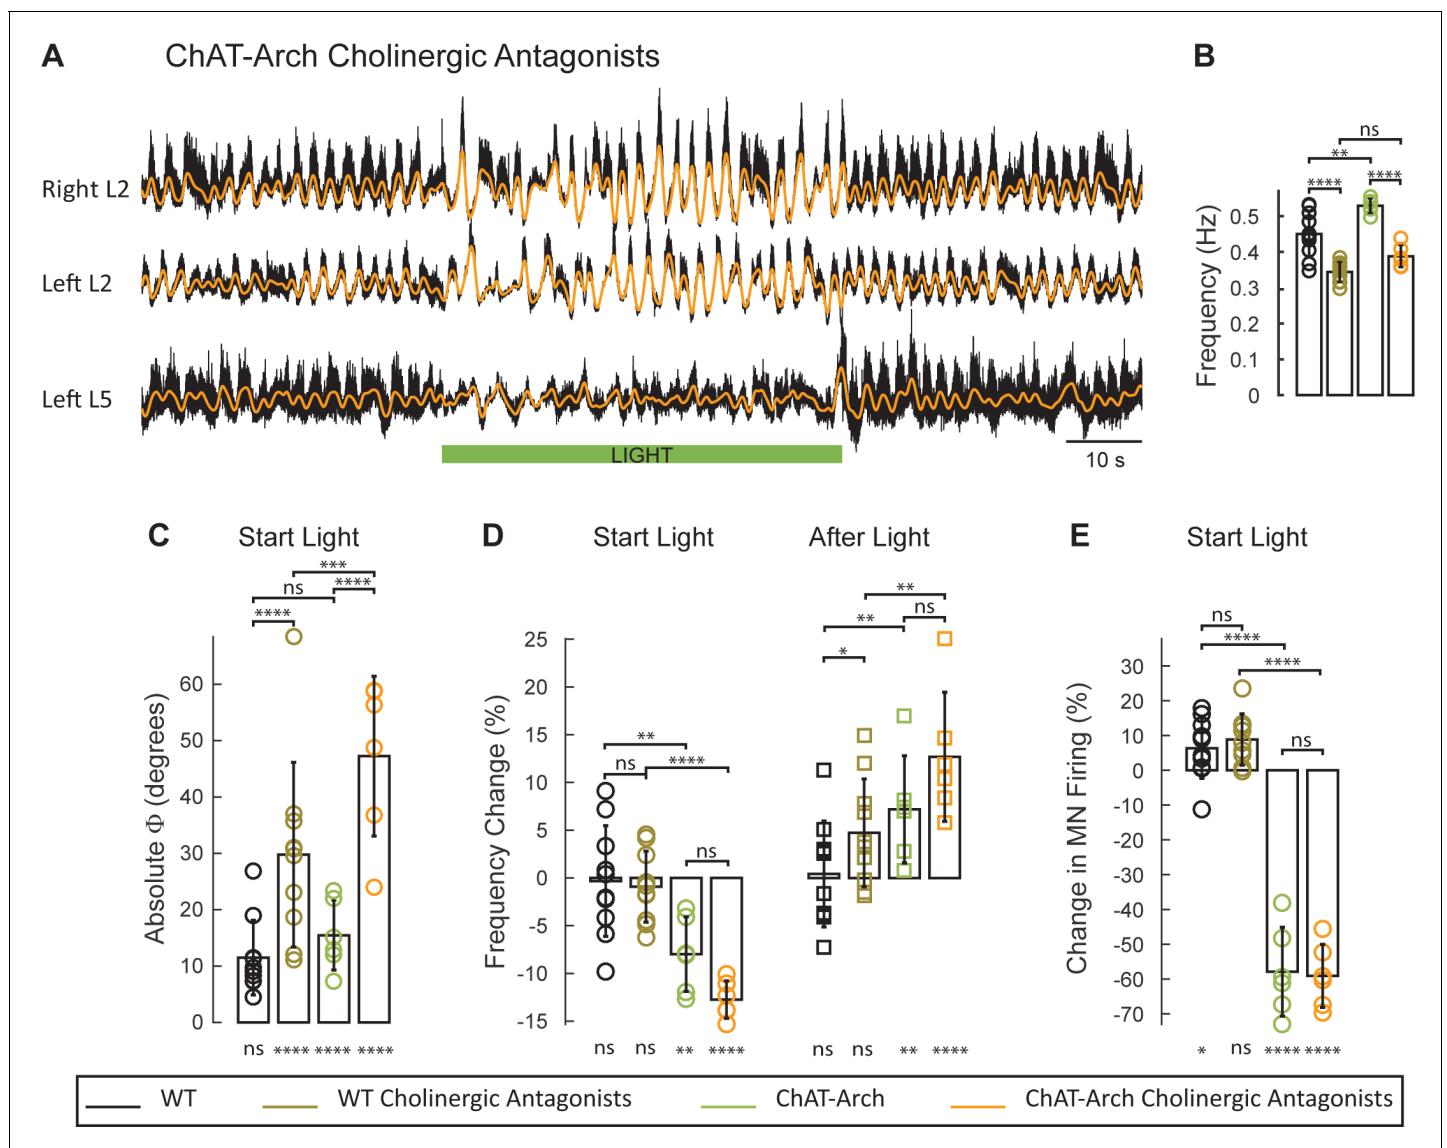 A ChAT-Arch Cholinergic Antagonists
Right L2
Left L2
Left L5
LIGHT
10 s
B
Frequency (Hz)
0.5
0.4
0.3
0.2
0.1
0
ns
**
**** ****
C Start Light
Absolute Φ (degrees)
60
50
40
30
20
10
0
***
****
ns
****
ns **** **** ****
D Start Light After Light
Frequency Change (%)
25
20
15
10
5
0
-5
-10
-15
**
ns ****
ns
**
ns
**
*
ns ns ** **** ns ns ** ****
E Start Light
Change in MN Firing (%)
30
20
10
0
-10
-20
-30
-40
-50
-60
-70
ns
****
****
ns
* ns **** ****
WT WT Cholinergic Antagonists ChAT-Arch ChAT-Arch Cholinergic Antagonists